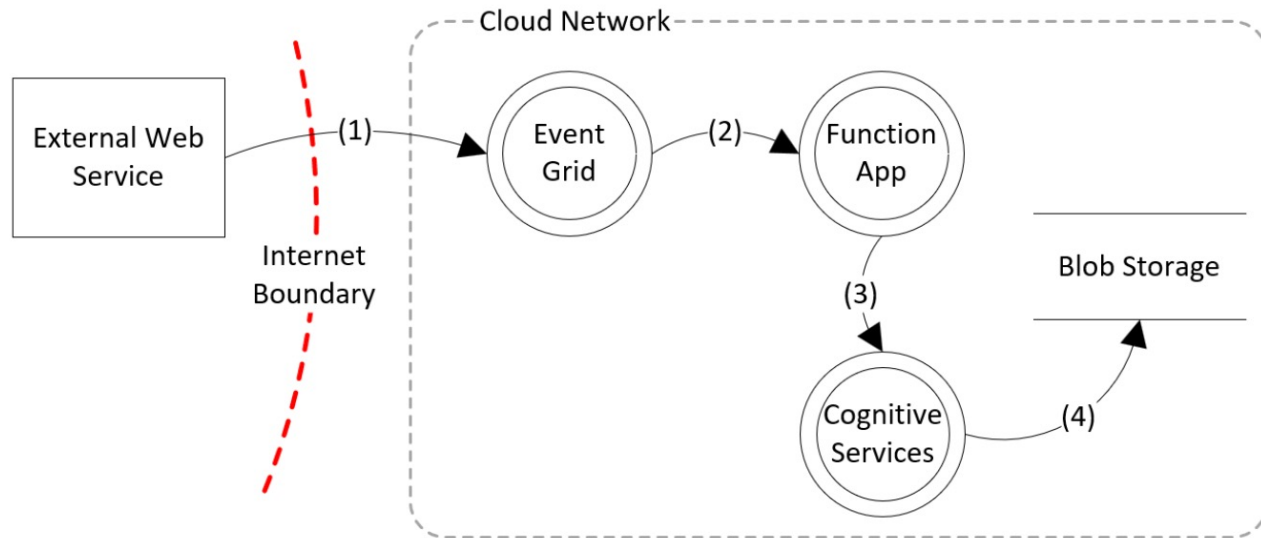 Cloud Network
External Web
Service
(1)
Event
Grid
(2)
Function
App
Internet
Boundary
Blob Storage
(3)
Cognitive
Services
(4)